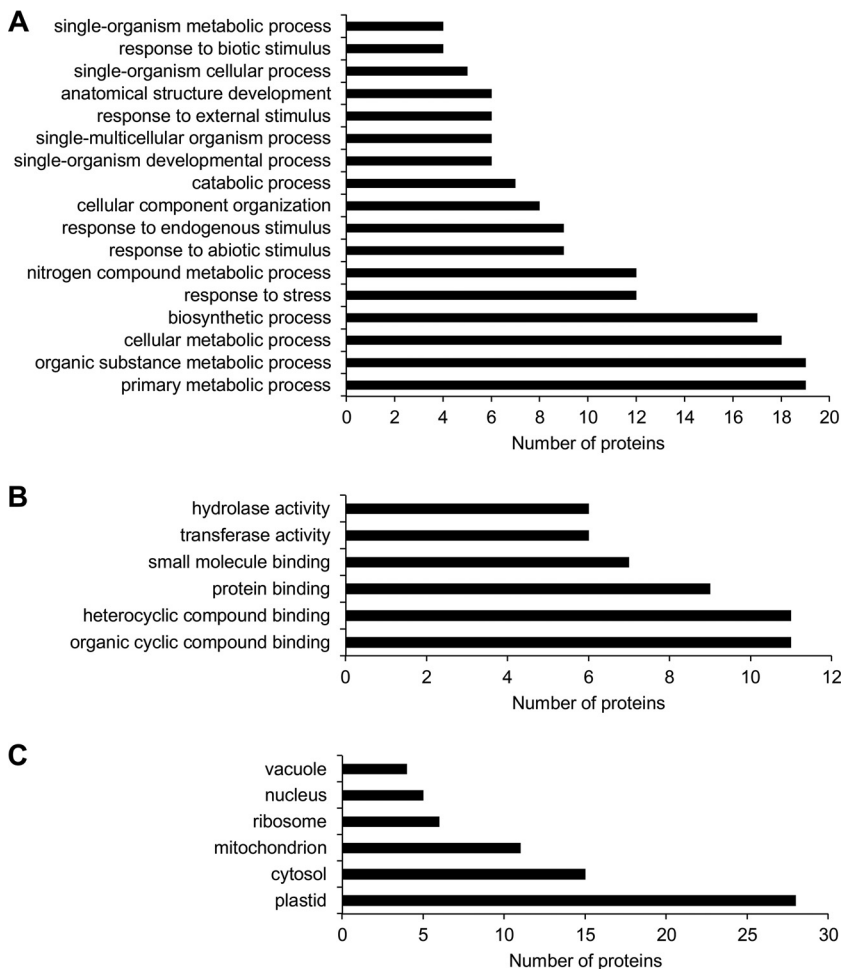 A
single-organism metabolic process
response to biotic stimulus
single-organism cellular process
anatomical structure development
response to external stimulus
single-multicellular organism process
single-organism developmental process
catabolic process
cellular component organization
response to endogenous stimulus
response to abiotic stimulus
nitrogen compound metabolic process
response to stress
biosynthetic process
cellular metabolic process
organic substance metabolic process
primary metabolic process
0 2 4 6 8 10 12 14 16 18 20
Number of proteins
B
hydrolase activity
transferase activity
small molecule binding
protein binding
heterocyclic compound binding
organic cyclic compound binding
0 2 4 6 8 10 12
Number of proteins
C
vacuole
nucleus
ribosome
mitochondrion
cytosol
plastid
0 5 10 15 20 25 30
Number of proteins